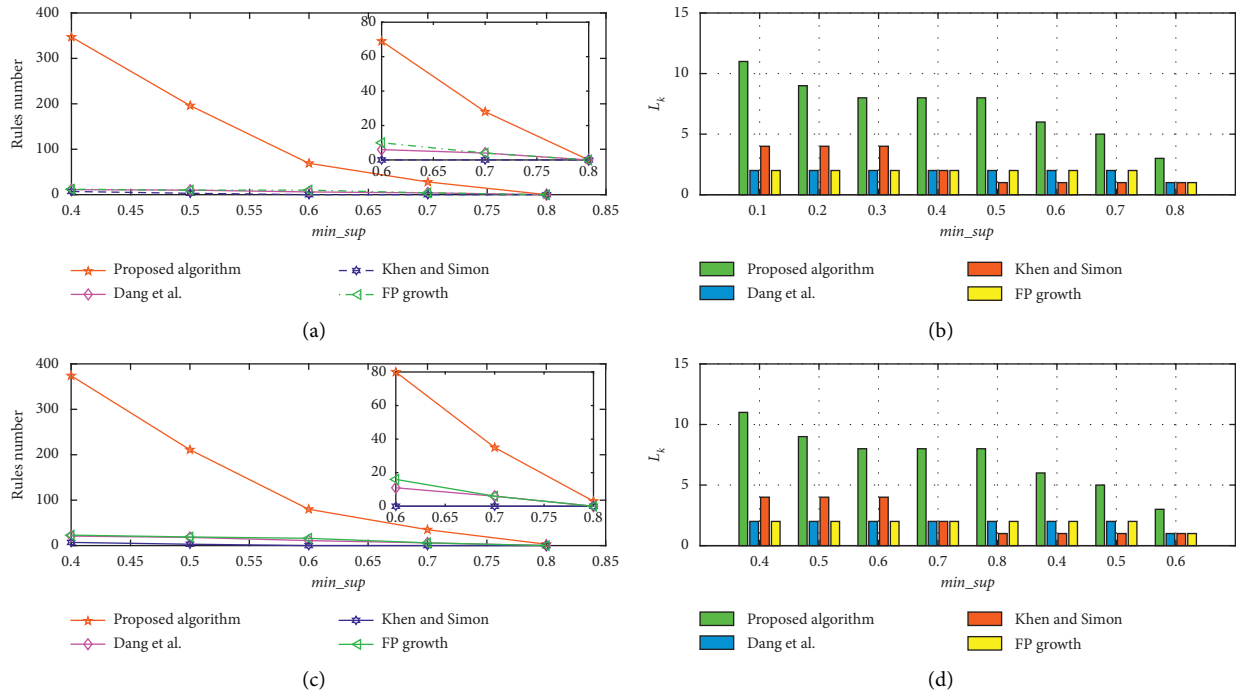 Rules number
400
300
200
100
0
0.4 0.45 0.5 0.55 0.6 0.65 0.7 0.75 0.8 0.85
min_sup
80
60
40
20
0
0.6 0.65 0.7 0.75 0.8
Proposed algorithm
Dang et al.
Khen and Simon
FP growth
(a)
L_k
15
10
5
0
0.1 0.2 0.3 0.4 0.5 0.6 0.7 0.8
min_sup
Proposed algorithm
Dang et al.
Khen and Simon
FP growth
(b)
Rules number
400
300
200
100
0
0.4 0.45 0.5 0.55 0.6 0.65 0.7 0.75 0.8 0.85
min_sup
80
60
40
20
0
0.6 0.65 0.7 0.75 0.8
Proposed algorithm
Dang et al.
Khen and Simon
FP growth
(c)
L_k
15
10
5
0
0.4 0.5 0.6 0.7 0.8 0.4 0.5 0.6
min_sup
Proposed algorithm
Dang et al.
Khen and Simon
FP growth
(d)